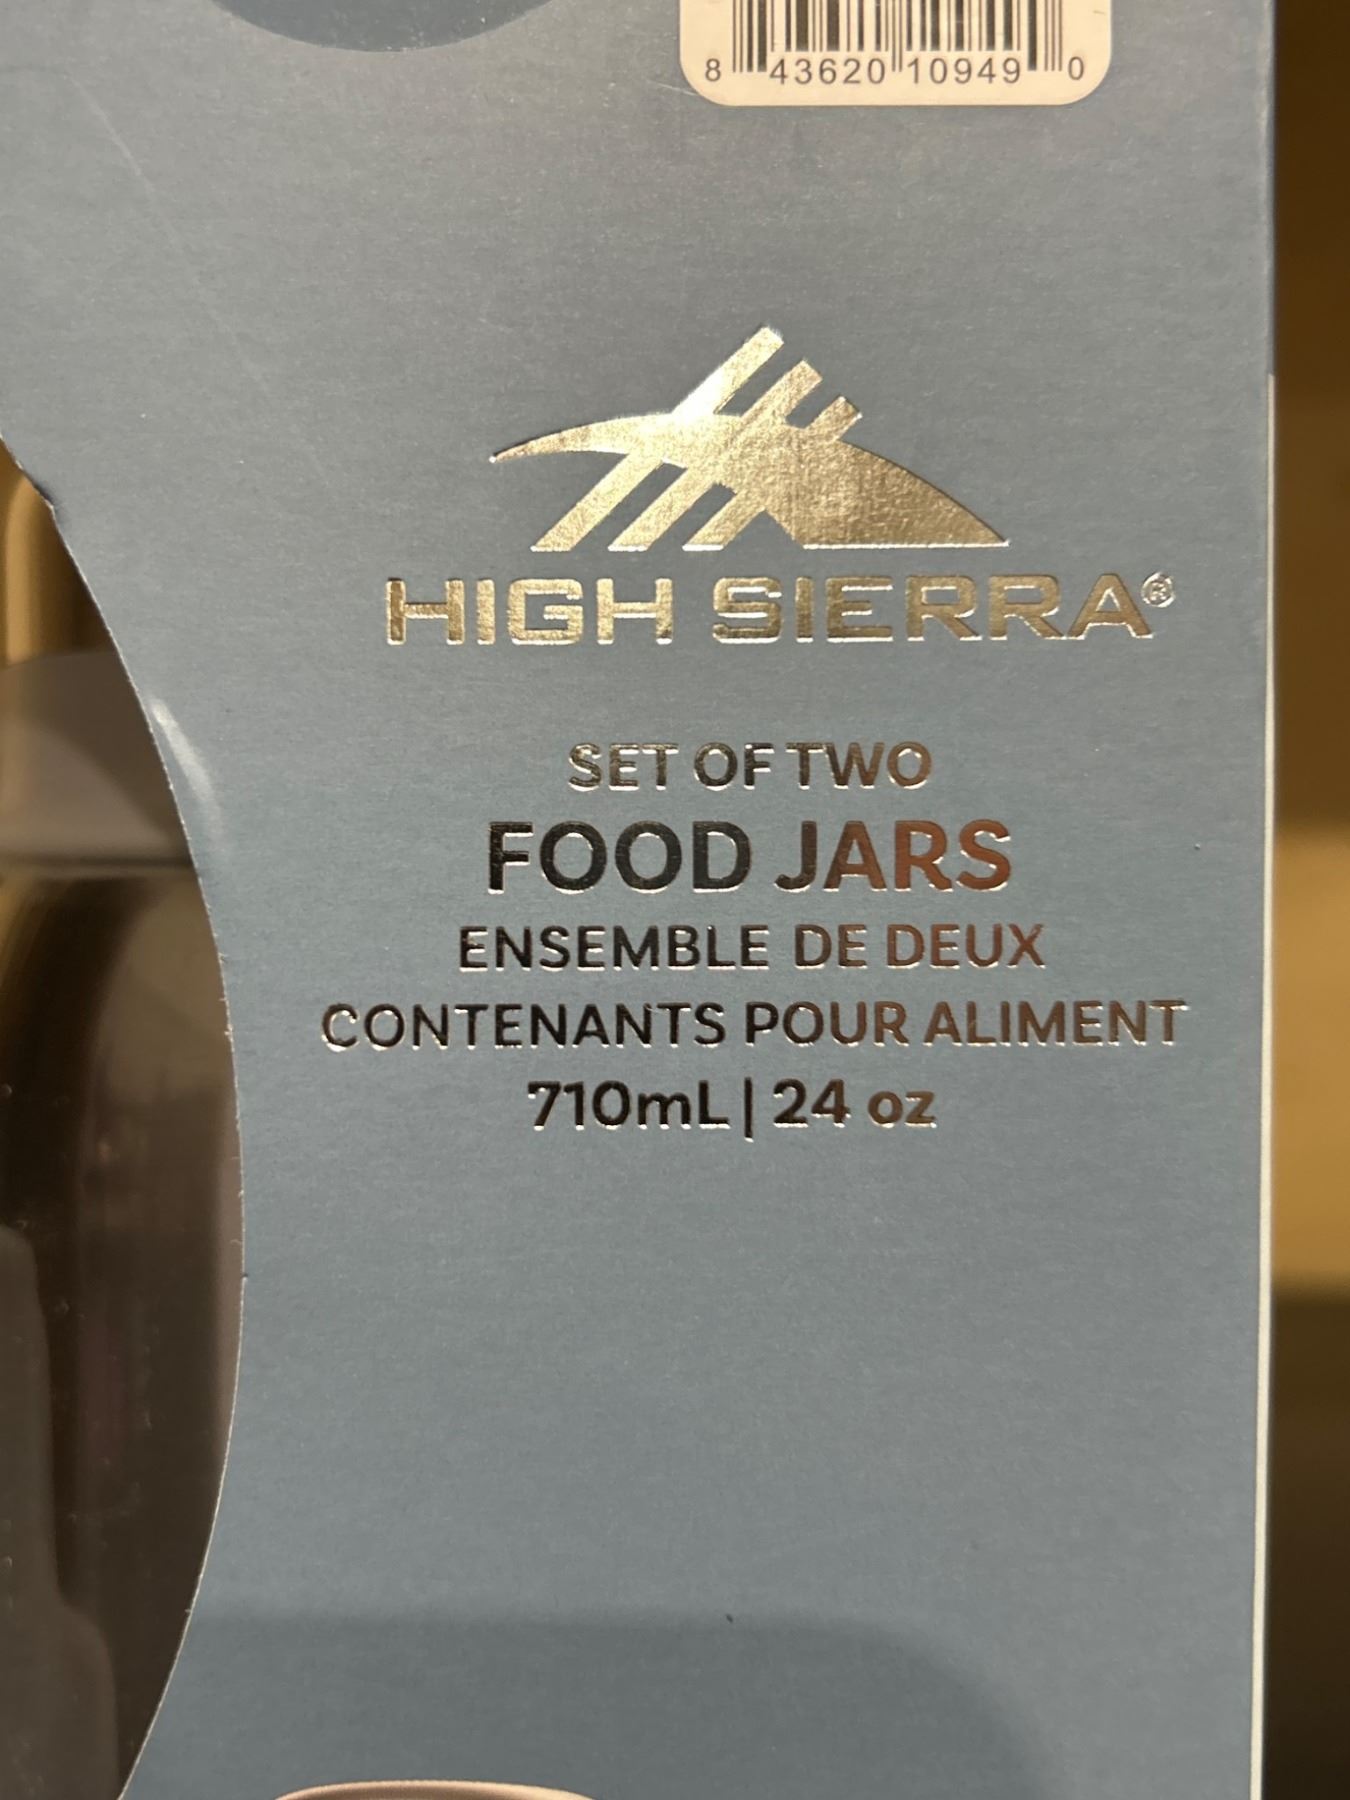 8 43620 10949 0
HIGH SIERRA®
SET OF TWO
FOOD JARS
ENSEMBLE DE DEUX
CONTENANTS POUR ALIMENT
710mL | 24 oz